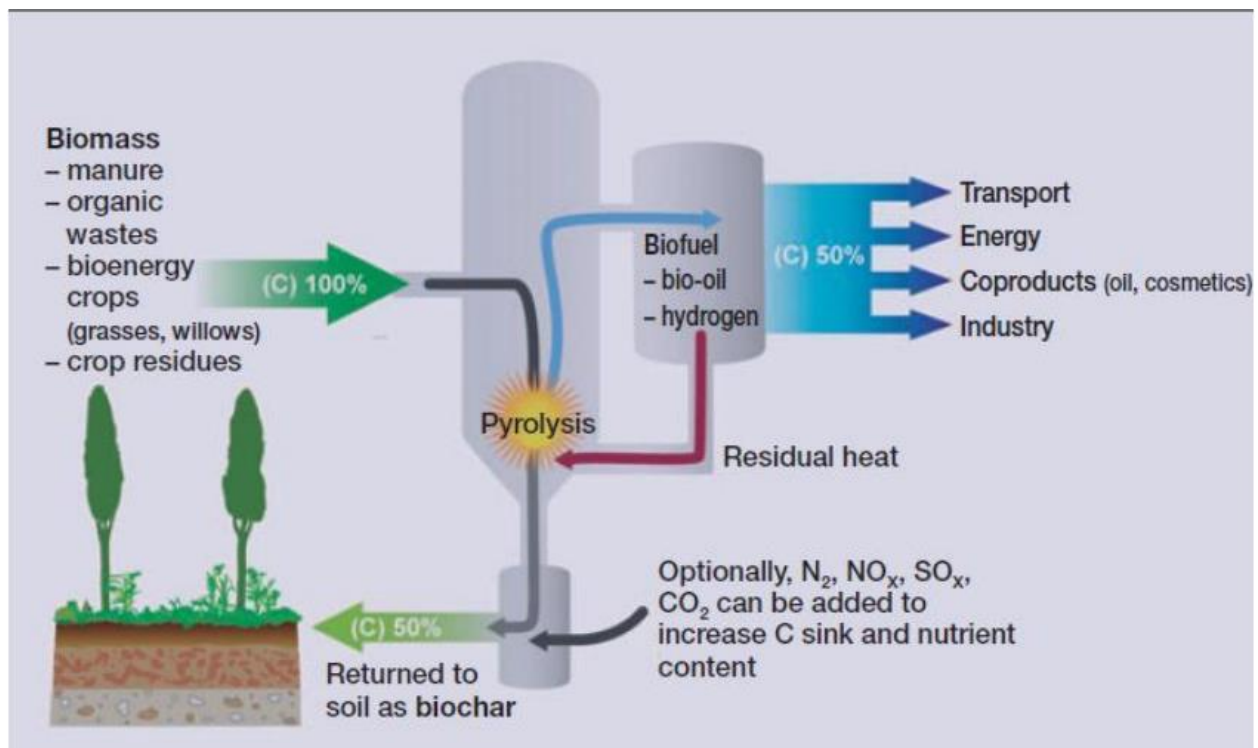 Biomass
– manure
– organic
wastes
– bioenergy
crops
(grasses, willows)
– crop residues
(C) 100%
Pyrolysis
Biofuel
– bio-oil
– hydrogen
(C) 50%
Transport
Energy
Coproducts (oil, cosmetics)
Industry
Residual heat
Optionally, N₂, NOₓ, SOₓ,
CO₂ can be added to
increase C sink and nutrient
content
(C) 50%
Returned to
soil as biochar